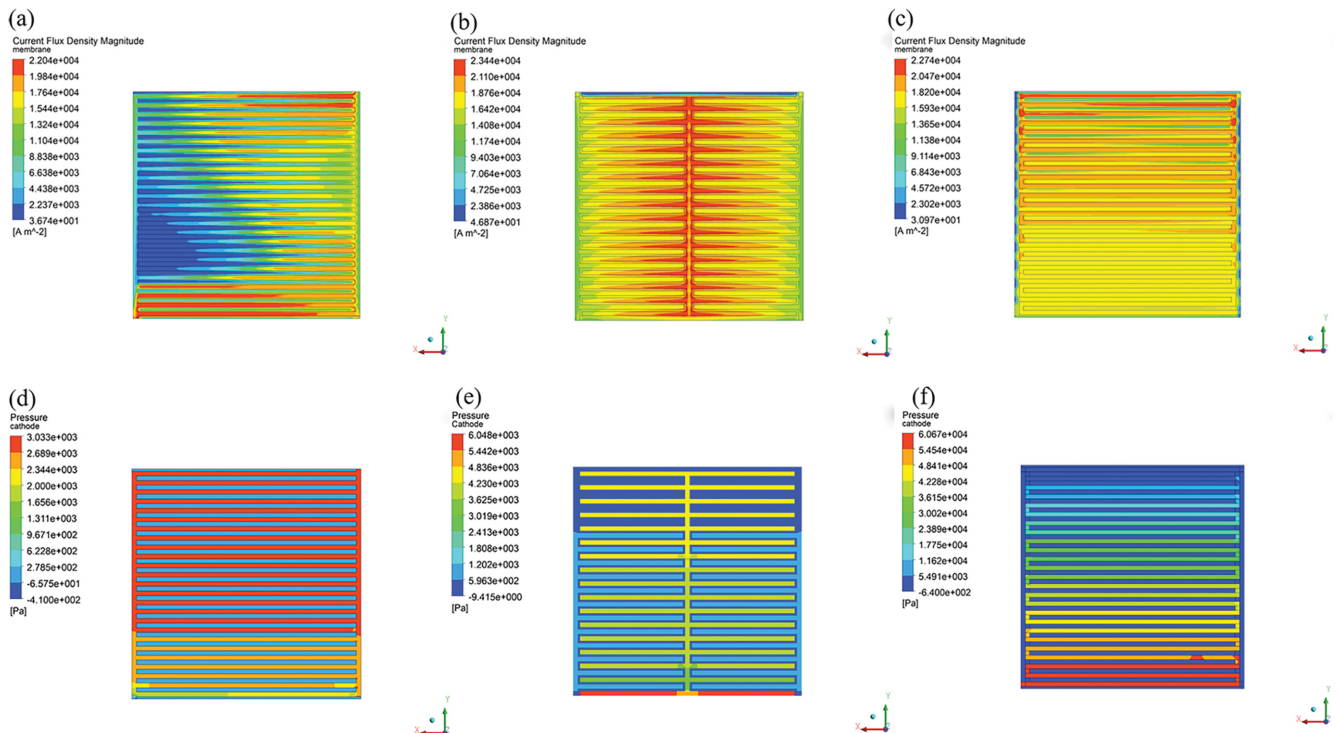 (a)
Current Flux Density Magnitude
membrane
2.204e+004
1.984e+004
1.764e+004
1.544e+004
1.324e+004
1.104e+004
8.838e+003
6.638e+003
4.438e+003
2.237e+003
3.674e+001
[A m^-2]
Y
X
Z
(b)
Current Flux Density Magnitude
membrane
2.344e+004
2.110e+004
1.876e+004
1.642e+004
1.408e+004
1.174e+004
9.403e+003
7.064e+003
4.725e+003
2.386e+003
4.687e+001
[A m^-2]
Y
X
Z
(c)
Current Flux Density Magnitude
membrane
2.274e+004
2.047e+004
1.820e+004
1.593e+004
1.365e+004
1.138e+004
9.114e+003
6.843e+003
4.572e+003
2.302e+003
3.097e+001
[A m^-2]
Y
X
Z
(d)
Pressure
cathode
3.033e+003
2.689e+003
2.344e+003
2.000e+003
1.656e+003
1.311e+003
9.671e+002
6.228e+002
2.785e+002
-6.575e+001
-4.100e+002
[Pa]
Y
X
Z
(e)
Pressure
Cathode
6.048e+003
5.442e+003
4.836e+003
4.230e+003
3.625e+003
3.019e+003
2.413e+003
1.808e+003
1.202e+003
5.963e+002
-9.415e+000
[Pa]
Y
X
Z
(f)
Pressure
cathode
6.067e+004
5.454e+004
4.841e+004
4.228e+004
3.615e+004
3.002e+004
2.389e+004
1.775e+004
1.162e+004
5.491e+003
-6.400e+002
[Pa]
Y
X
Z